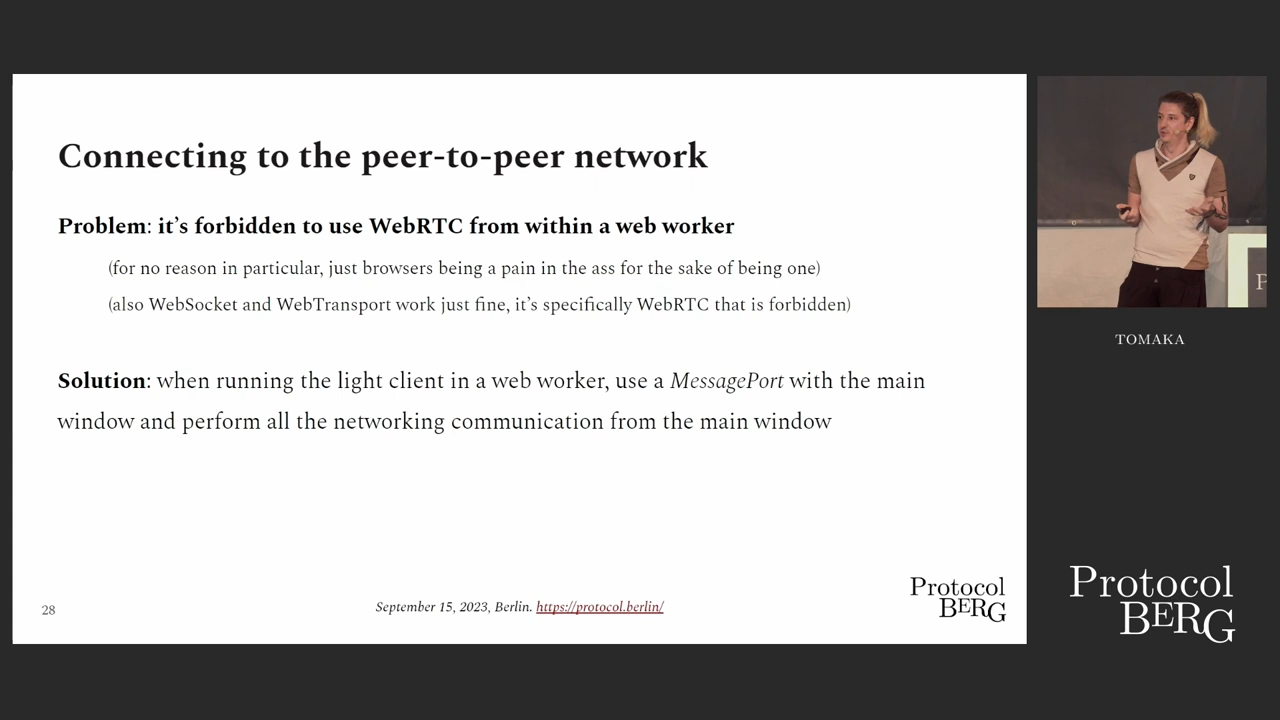 Connecting to the peer-to-peer network
Problem: it’s forbidden to use WebRTC from within a web worker
(for no reason in particular, just browsers being a pain in the ass for the sake of being one)
(also WebSocket and WebTransport work just fine, it’s specifically WebRTC that is forbidden)
Solution: when running the light client in a web worker, use a MessagePort with the main
window and perform all the networking communication from the main window
28
September 15, 2023, Berlin. https://protocol.berlin/
Protocol
BERG
TOMAKA
Protocol
BERG
P